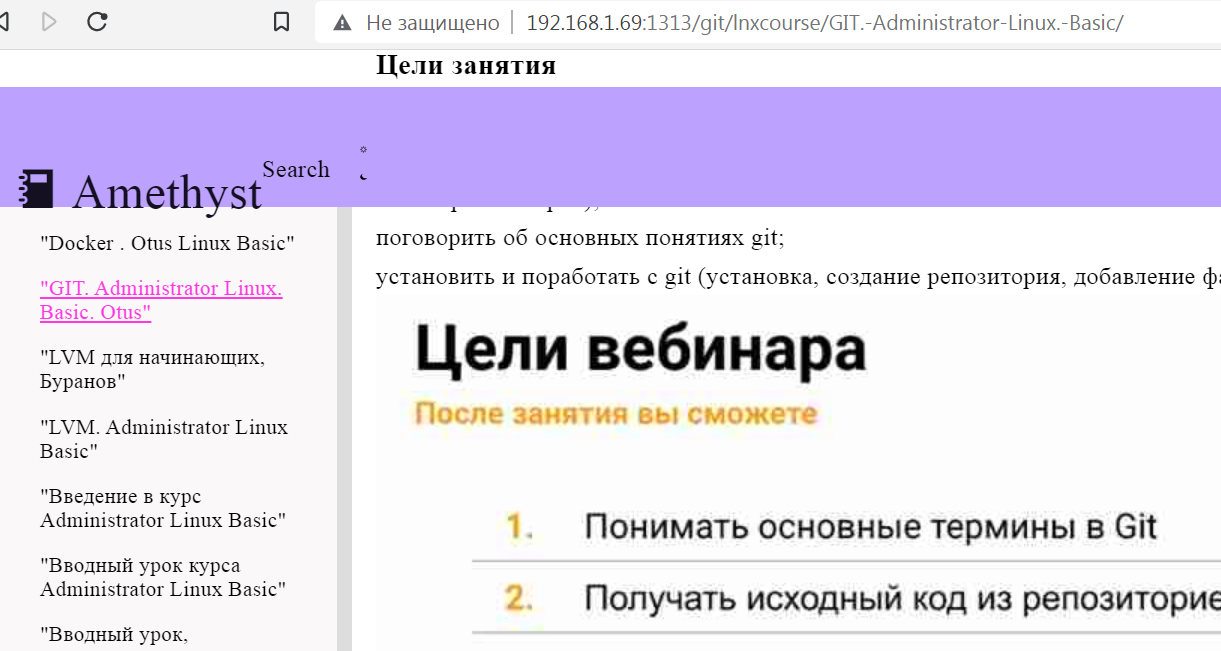 Не защищено | 192.168.1.69:1313/git/lnxcourse/GIT.-Administrator-Linux.-Basic/
Цели занятия
Amethyst
Search
"Docker . Otus Linux Basic"
"GIT. Administrator Linux.
Basic. Otus"
"LVM для начинающих,
Буранов"
"LVM. Administrator Linux
Basic"
"Введение в курс
Administrator Linux Basic"
"Вводный урок курса
Administrator Linux Basic"
"Вводный урок,
поговорить об основных понятиях git;
установить и поработать с git (установка, создание репозитория, добавление фа
Цели вебинара
После занятия вы сможете
1. Понимать основные термины в Git
2. Получать исходный код из репозиторие